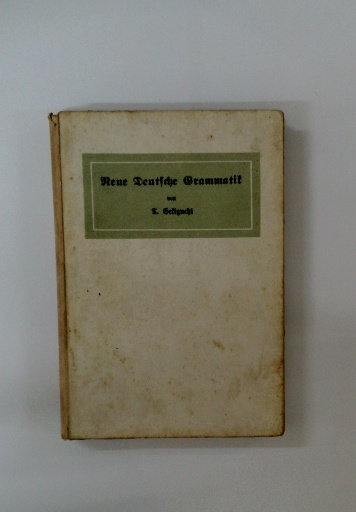 Neue Deutsche Grammatik
von
T. Sekiguchi